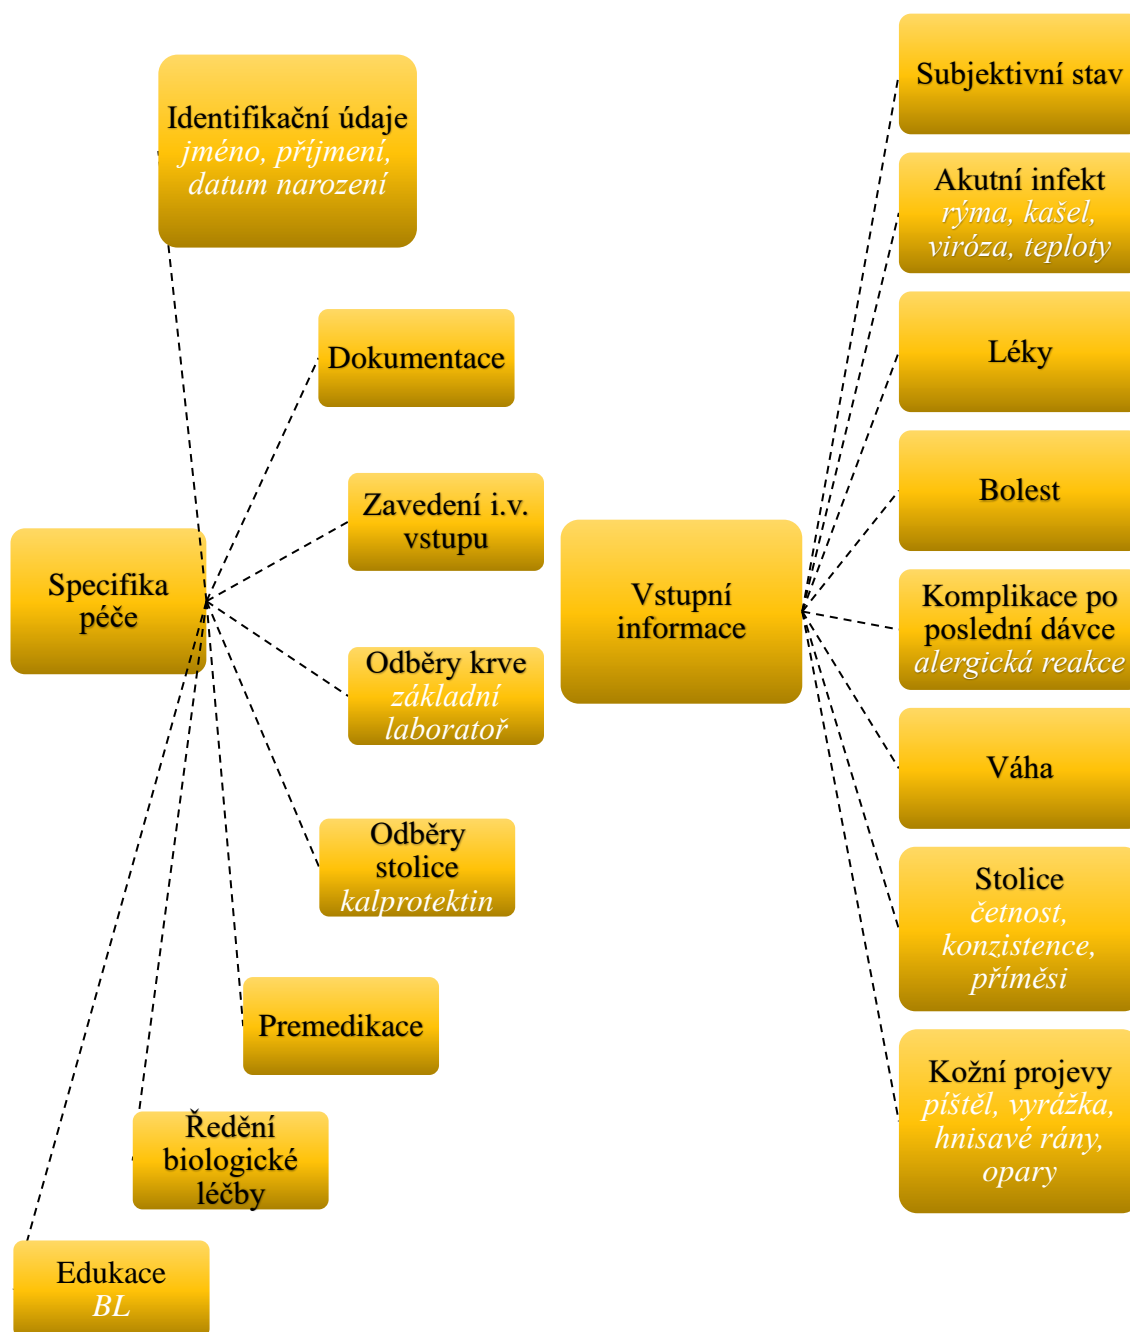 Identifikační údaje
jméno, příjmení,
datum narození
Dokumentace
Zavedení i.v.
vstupu
Specifika
péče
Odběry krve
základní
laboratoř
Odběry
stolice
kalprotektin
Premedikace
Ředění
biologické
léčby
Edukace
BL
Vstupní
informace
Subjektivní stav
Akutní infekt
rýma, kašel,
viróza, teploty
Léky
Bolest
Komplikace po
poslední dávce
alergická reakce
Váha
Stolice
četnost,
konzistence,
příměsi
Kožní projevy
píštěl, vyrážka,
hnisavé rány,
opary